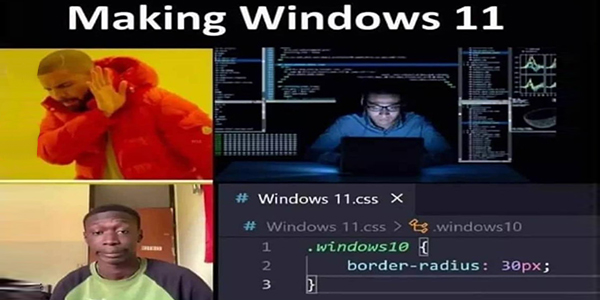 Making Windows 11
# Windows 11.css ×
# Windows 11.css > .windows10
1 .windows10 {
2 border-radius: 30px;
3 }